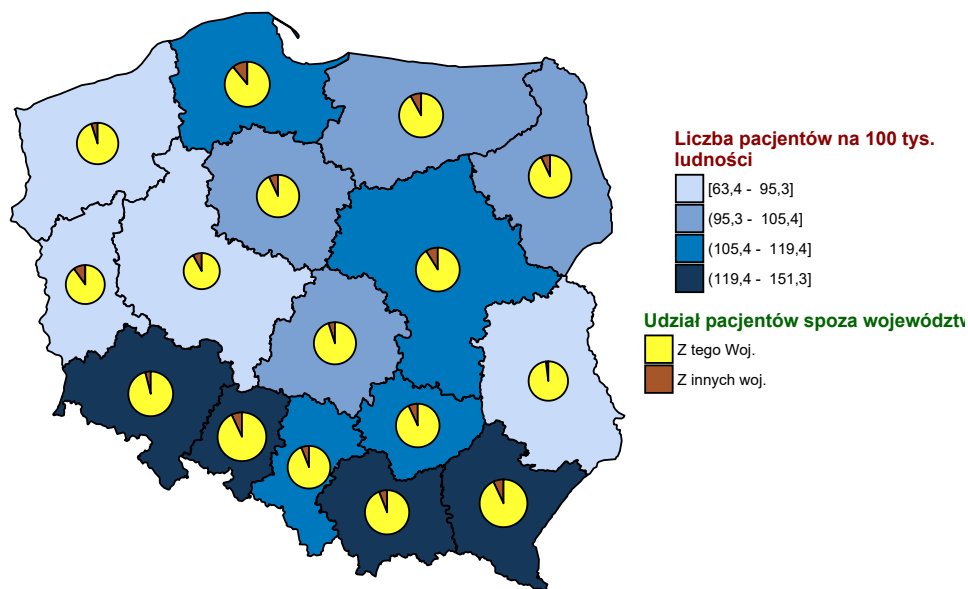 Liczba pacjentów na 100 tys.
ludności
[63,4 - 95,3]
(95,3 - 105,4]
(105,4 - 119,4]
(119,4 - 151,3]
Udział pacjentów spoza województw
Z tego Woj.
Z innych woj.